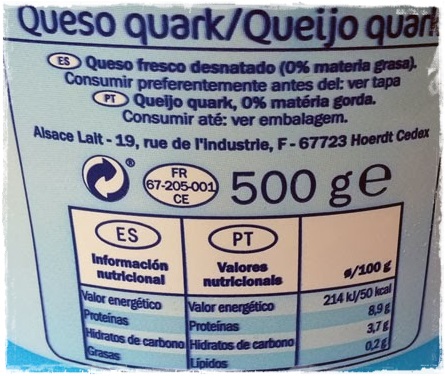 Queso quark/Queijo quark
ES Queso fresco desnatado (0% materia grasa).
Consumir preferentemente antes del: ver tapa
PT Queijo quark, 0% matéria gorda.
Consumir até: ver embalagem.
Alsace Lait - 19, rue de l'Industrie, F - 67723 Hoerdt Cedex
®
FR
67-205-001
CE
500 g e
ES PT
Información nutricional Valores nutricionais ø/100 g
Valor energético Valor energético 214 kJ/50 kcal
Proteínas Proteínas 8,9 g
Hidratos de carbono Hidratos de carbono 3,7 g
Grasas Lípidos 0,2 g